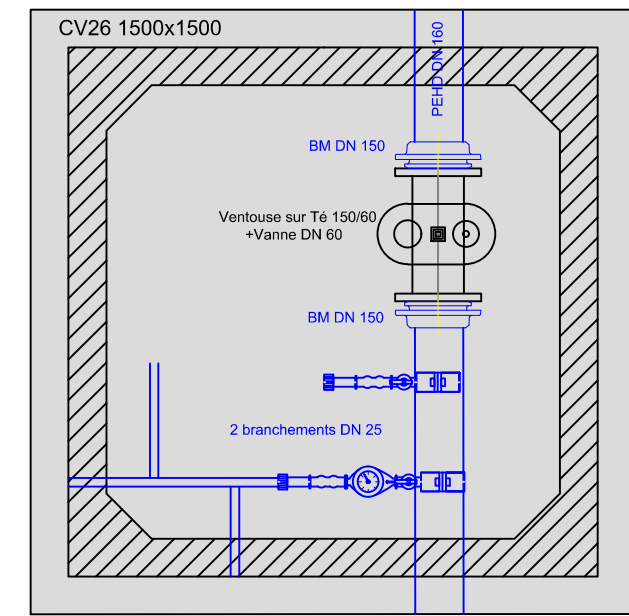 CV26 1500x1500
PEHD DN 160
BM DN 150
Ventouse sur Té 150/60
+Vanne DN 60
BM DN 150
2 branchements DN 25